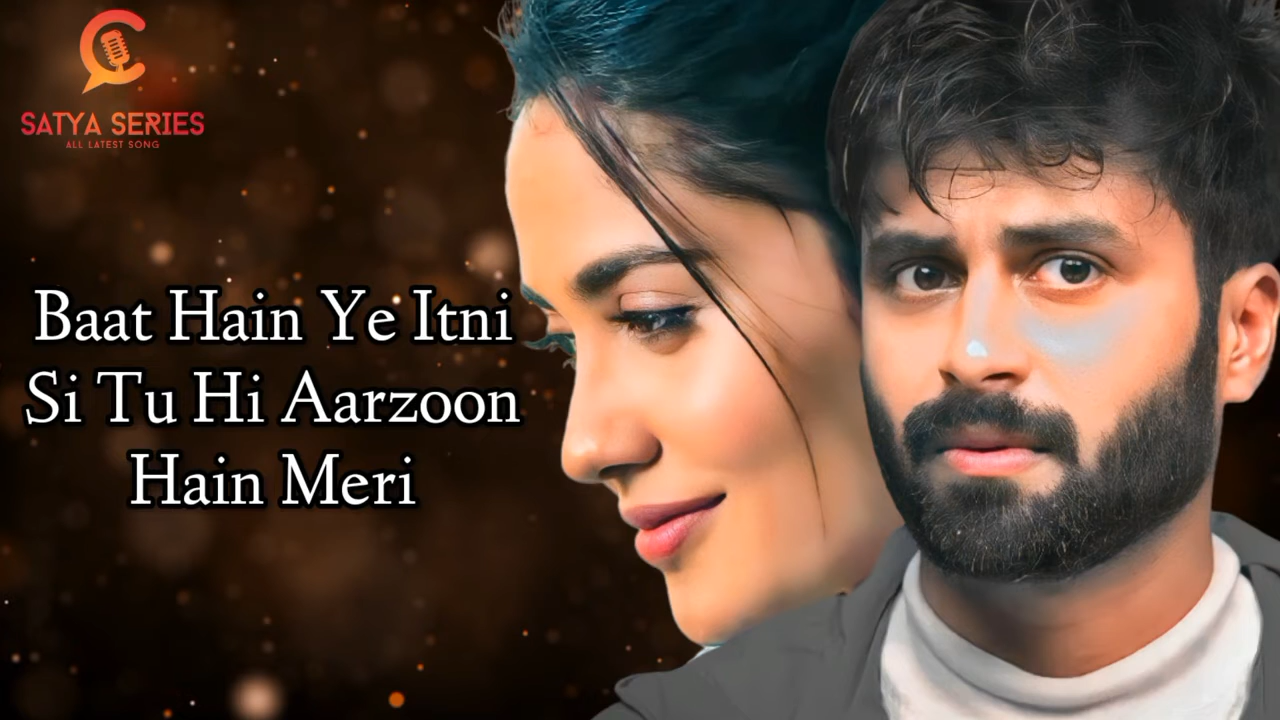 SATYA SERIES
ALL LATEST SONG
Baat Hain Ye Itni
Si Tu Hi Aarzoon
Hain Meri